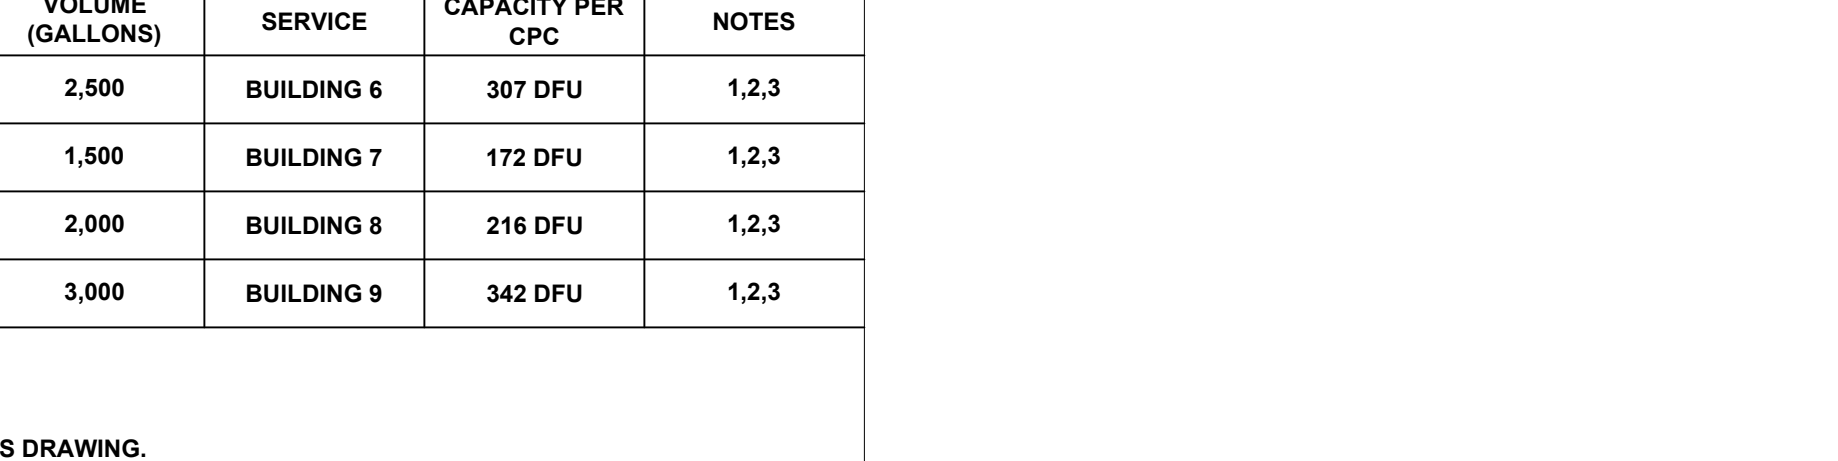 VOLUME
(GALLONS)
SERVICE
CAPACITY PER
CPC
NOTES
2,500
BUILDING 6
307 DFU
1,2,3
1,500
BUILDING 7
172 DFU
1,2,3
2,000
BUILDING 8
216 DFU
1,2,3
3,000
BUILDING 9
342 DFU
1,2,3
S DRAWING.